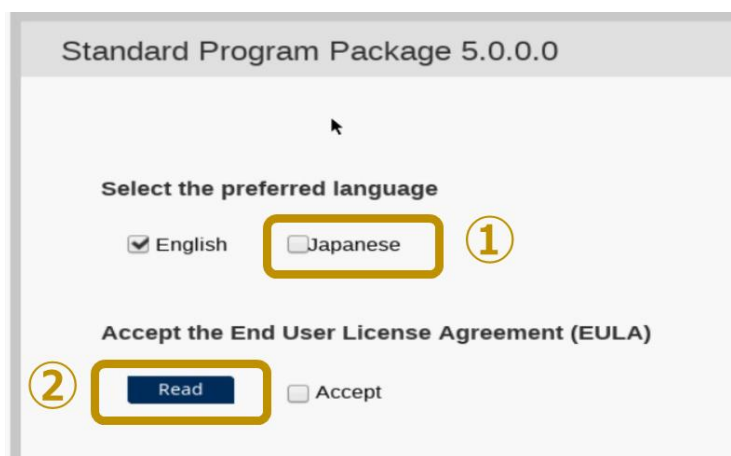 Standard Program Package 5.0.0.0
Select the preferred language
English Japanese ①
Accept the End User License Agreement (EULA)
② Read Accept